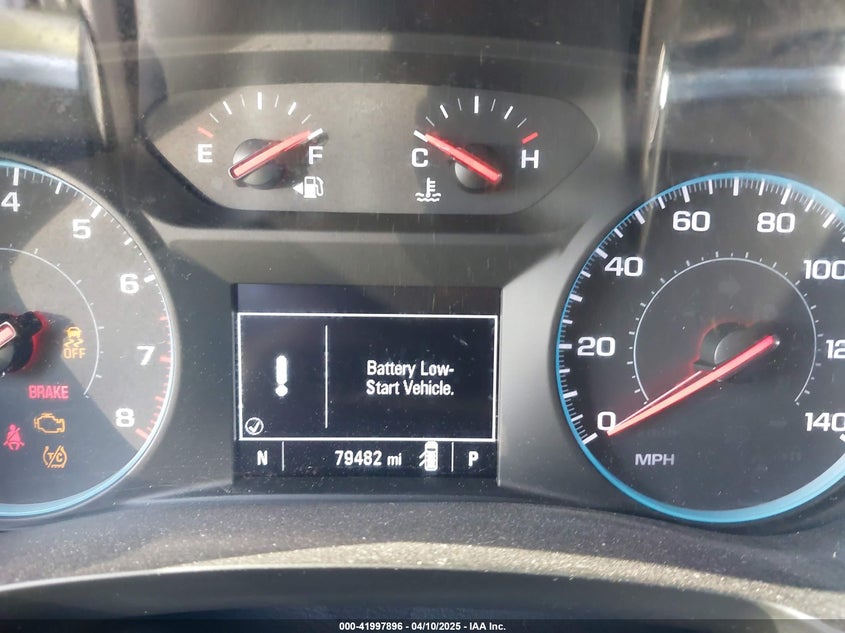 E F
C H
4
5
6
7
8
OFF
BRAKE
T/C
Battery Low-
Start Vehicle.
N 79482 mi P
0
20
40
60
80
100
140
MPH
000-41997896 - 04/10/2025 - IAA Inc.